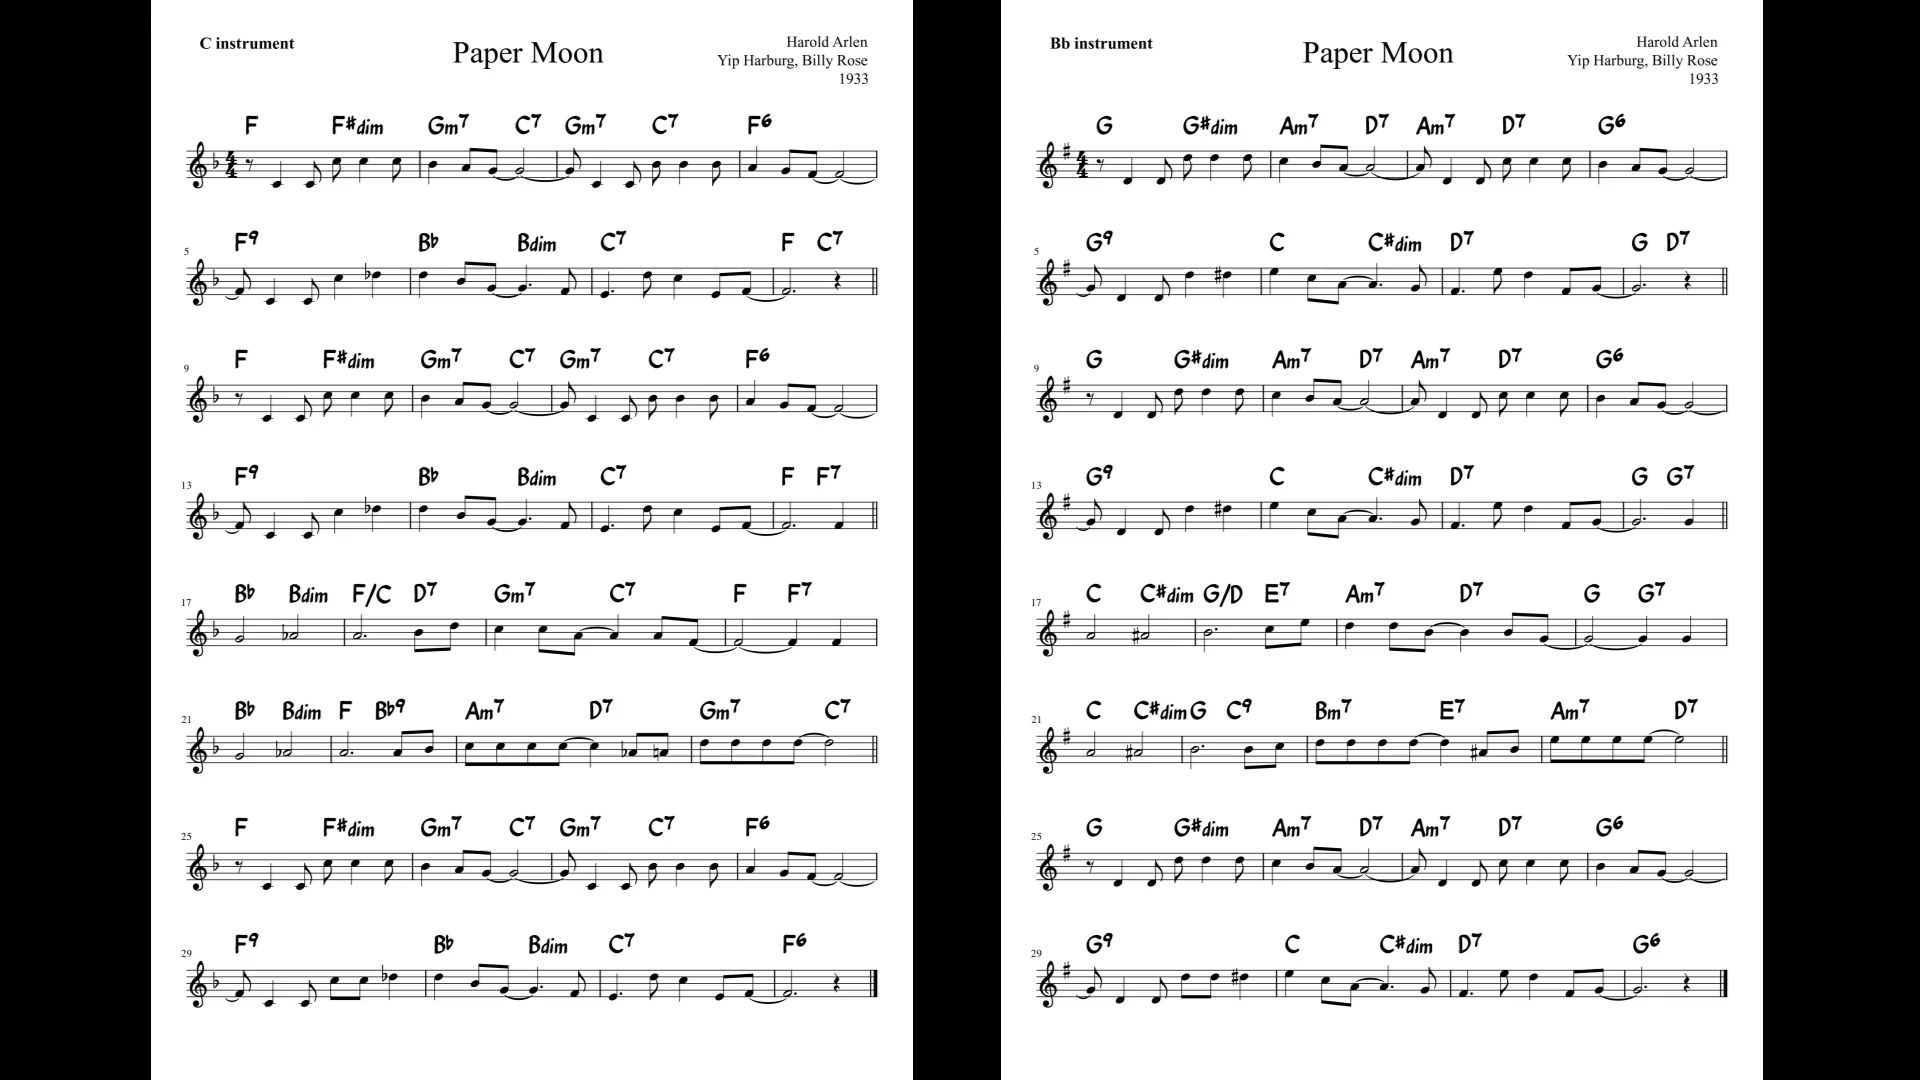 C instrument
Paper Moon
Harold Arlen
Yip Harburg, Billy Rose
1933
F F#dim Gm7 C7 Gm7 C7 F6
4
4
5
F9 Bb Bdim C7 F C7
9
F F#dim Gm7 C7 Gm7 C7 F6
13
F9 Bb Bdim C7 F F7
17
Bb Bdim F/C D7 Gm7 C7 F F7
21
Bb Bdim F Bb9 Am7 D7 Gm7 C7
25
F F#dim Gm7 C7 Gm7 C7 F6
29
F9 Bb Bdim C7 F6
Bb instrument
Paper Moon
Harold Arlen
Yip Harburg, Billy Rose
1933
G G#dim Am7 D7 Am7 D7 G6
4
4
5
G9 C C#dim D7 G D7
9
G G#dim Am7 D7 Am7 D7 G6
13
G9 C C#dim D7 G G7
17
C C#dim G/D E7 Am7 D7 G G7
21
C C#dim G C9 Bm7 E7 Am7 D7
25
G G#dim Am7 D7 Am7 D7 G6
29
G9 C C#dim D7 G6